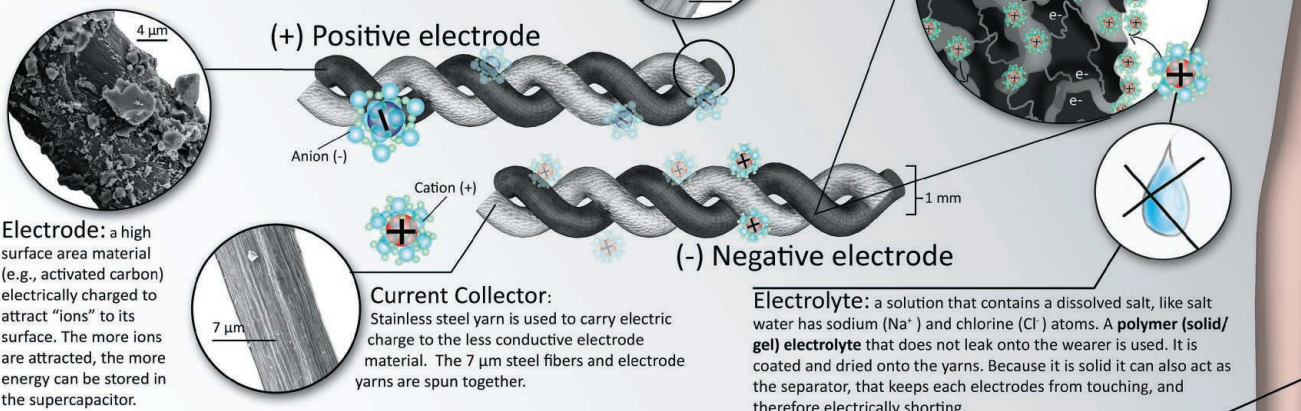 4 µm
(+) Positive electrode
Anion (-)
Cation (+)
e-
e-
e-
1 mm
(-) Negative electrode
Electrode: a high
surface area material
(e.g., activated carbon)
electrically charged to
attract “ions” to its
surface. The more ions
are attracted, the more
energy can be stored in
the supercapacitor.
7 µm
Current Collector:
Stainless steel yarn is used to carry electric
charge to the less conductive electrode
material. The 7 µm steel fibers and electrode
yarns are spun together.
Electrolyte: a solution that contains a dissolved salt, like salt
water has sodium (Na⁺ ) and chlorine (Cl⁻) atoms. A polymer (solid/
gel) electrolyte that does not leak onto the wearer is used. It is
coated and dried onto the yarns. Because it is solid it can also act as
the separator, that keeps each electrodes from touching, and
therefore electrically shorting.